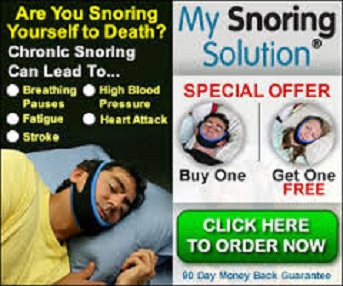 Are You Snoring
Yourself to Death?
Chronic Snoring
Can Lead To...
Breathing Pauses
High Blood Pressure
Fatigue
Heart Attack
Stroke
My Snoring
Solution®
SPECIAL OFFER
Buy One
Get One
FREE
CLICK HERE
TO ORDER NOW
90 Day Money Back Guarantee